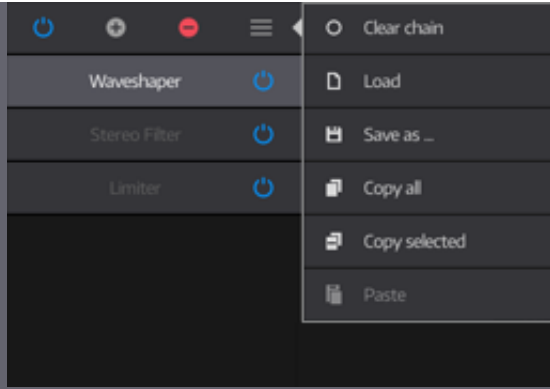 Waveshaper
Stereo Filter
Limiter
Clear chain
Load
Save as ...
Copy all
Copy selected
Paste